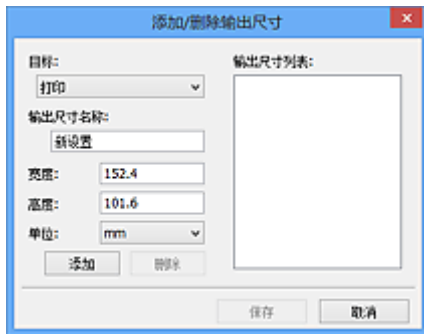 添加/删除输出尺寸
目标:
打印
输出尺寸名称:
新设置
宽度:
152.4
高度:
101.6
单位:
mm
添加
删除
输出尺寸列表:
保存
取消